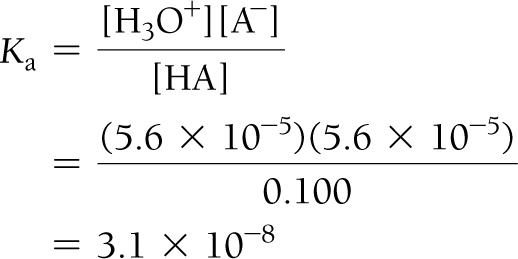 Kₐ = [H₃O⁺][A⁻] / [HA]
= (5.6 × 10⁻⁵)(5.6 × 10⁻⁵) / 0.100
= 3.1 × 10⁻⁸